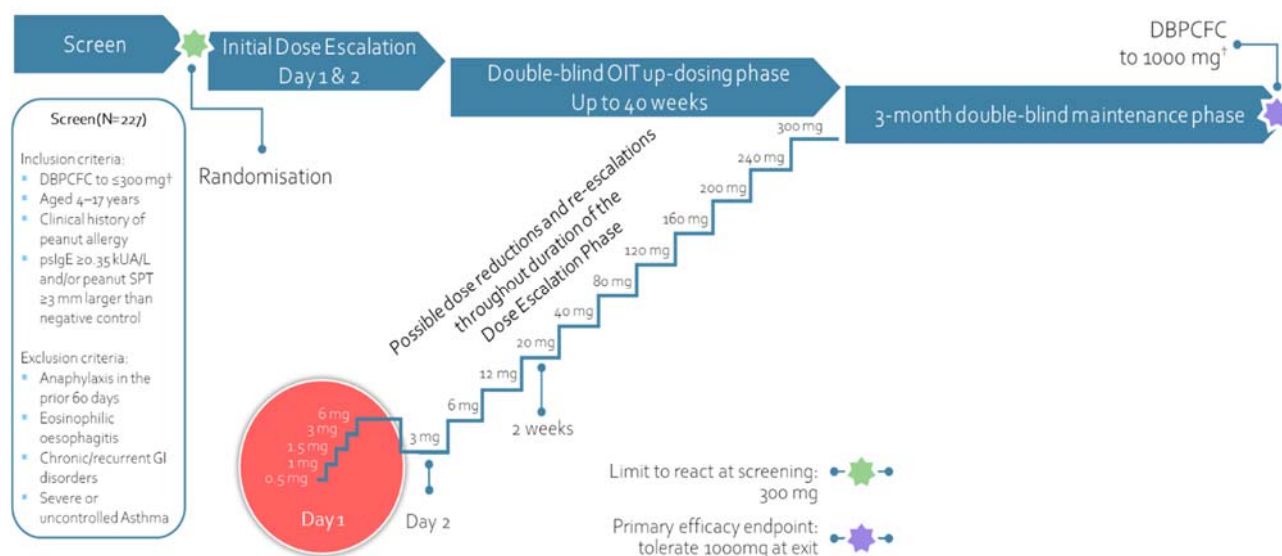 Screen
Initial Dose Escalation
Day 1 & 2
Double-blind OIT up-dosing phase
Up to 40 weeks
3-month double-blind maintenance phase
DBPCFC
to 1000 mg†
Randomisation
Screen(N=227)
Inclusion criteria:
DBPCFC to ≤300 mg†
Aged 4–17 years
Clinical history of
peanut allergy
psIgE ≥0.35 kUA/L
and/or peanut SPT
≥3 mm larger than
negative control
Exclusion criteria:
Anaphylaxis in the
prior 60 days
Eosinophilic
oesophagitis
Chronic/recurrent GI
disorders
Severe or
uncontrolled Asthma
Possible dose reductions and re-escalations
throughout duration of the
Dose Escalation Phase
0.5 mg
1 mg
1.5 mg
3 mg
6 mg
Day 1
3 mg
Day 2
6 mg
12 mg
20 mg
2 weeks
40 mg
80 mg
120 mg
160 mg
200 mg
240 mg
300 mg
Limit to react at screening:
300 mg
Primary efficacy endpoint:
tolerate 1000mg at exit